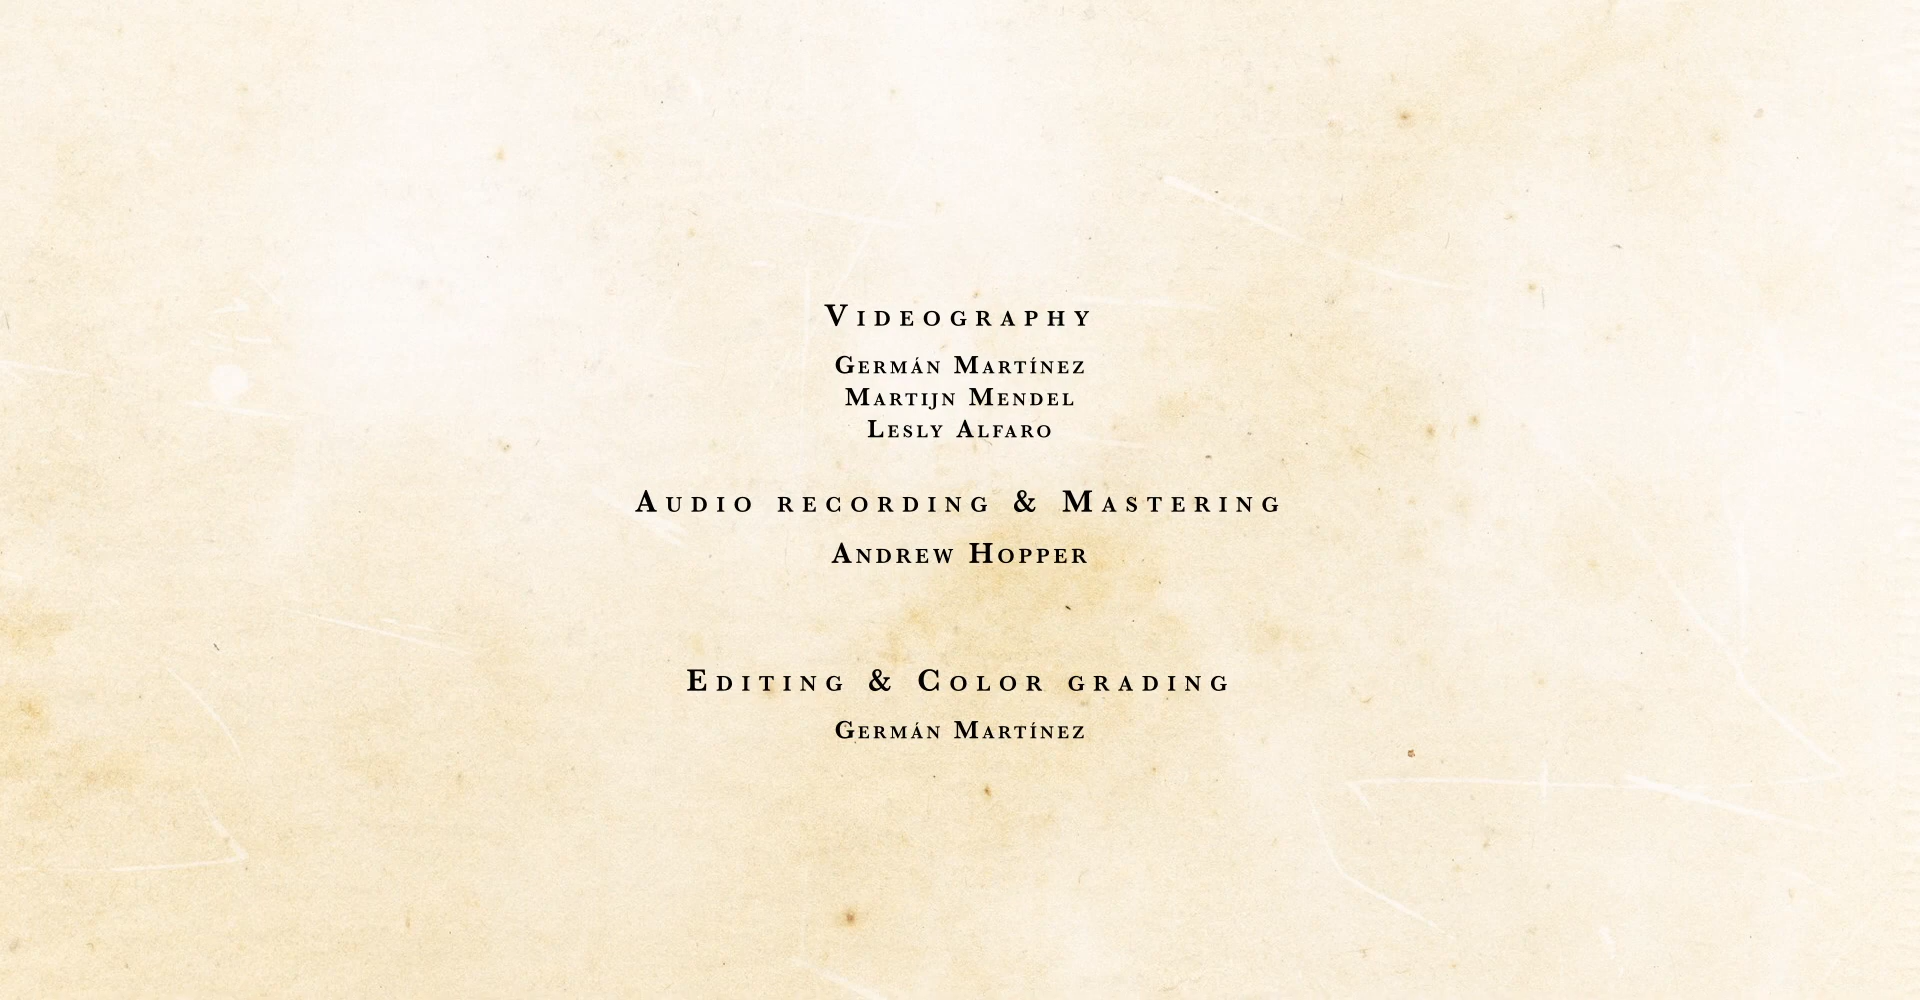 Videography
Germán Martínez
Martijn Mendel
Lesly Alfaro
Audio recording & Mastering
Andrew Hopper
Editing & Color grading
Germán Martínez